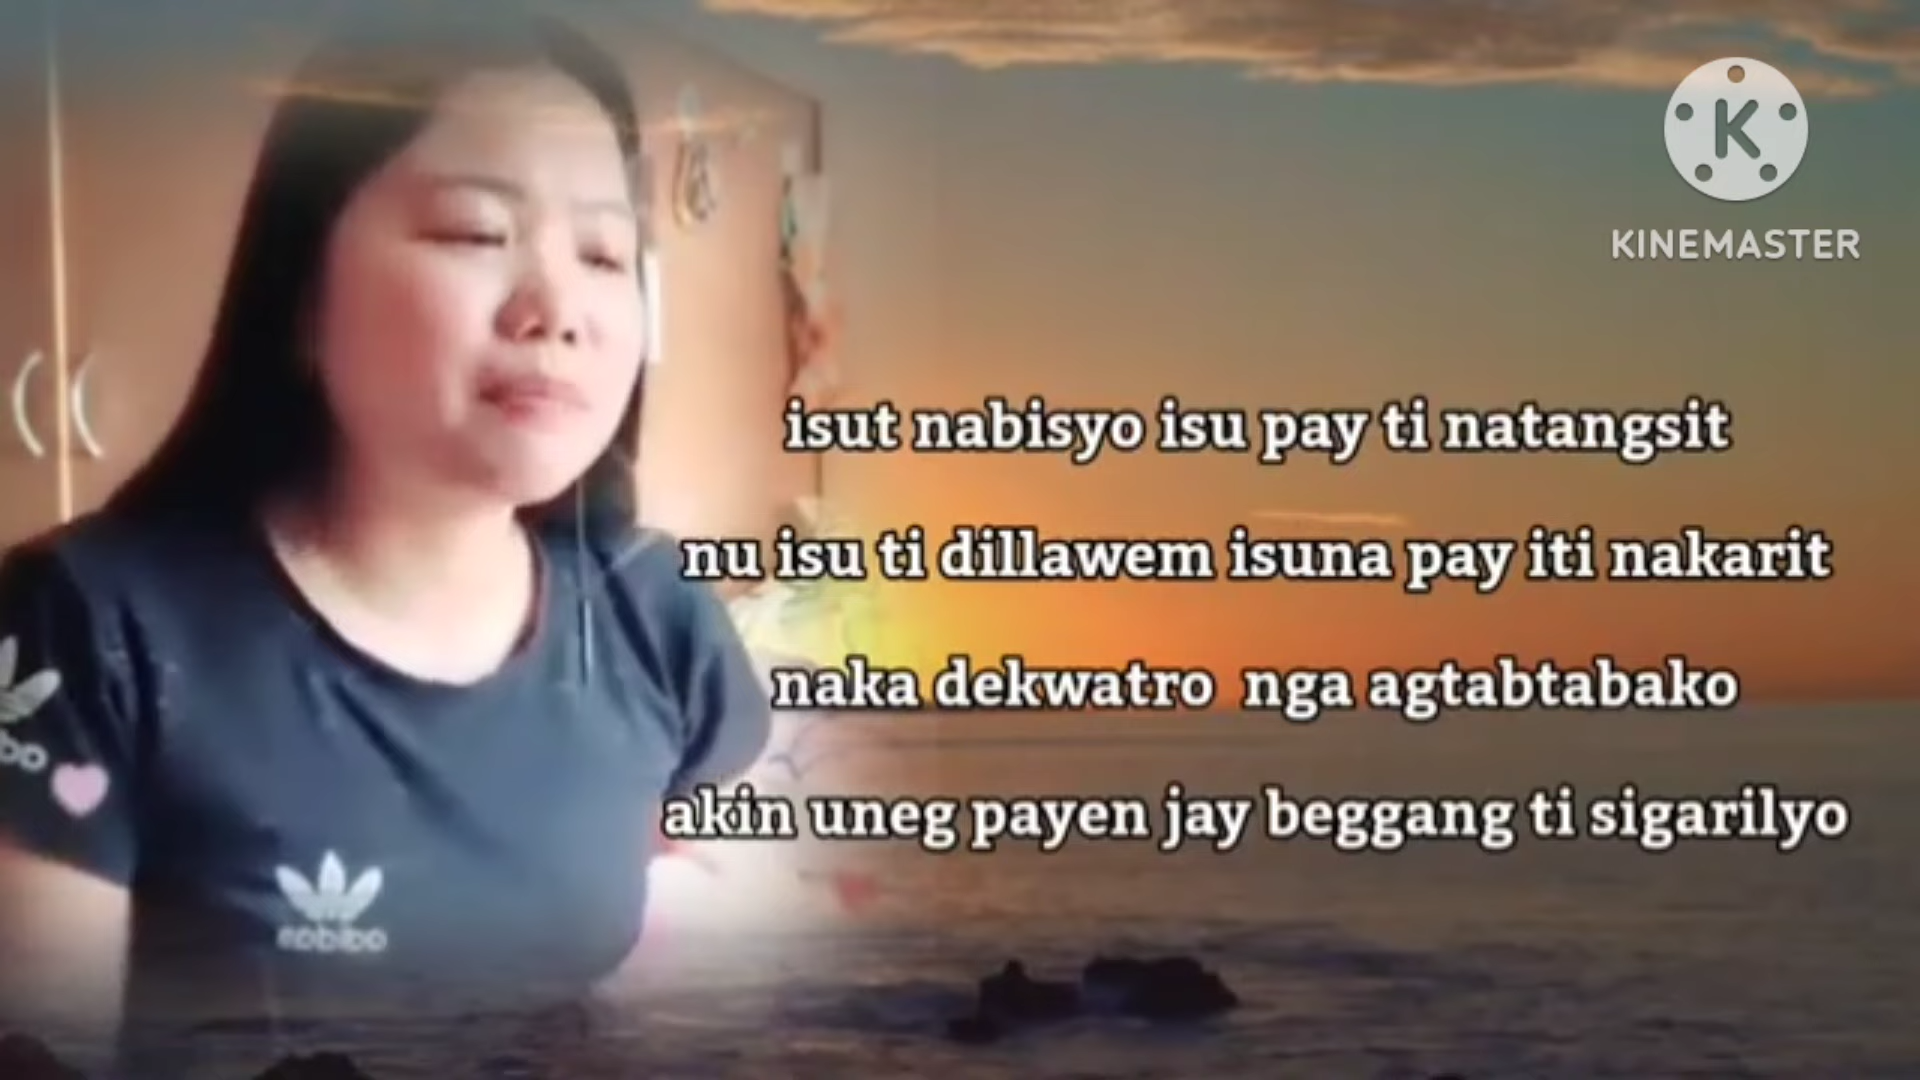 KINEMASTER
isut nabisyo isu pay ti natangsit
nu isu ti dillawem isuna pay iti nakarit
naka dekwatro nga agtabtabako
akin uneg payen jay beggang ti sigarilyo